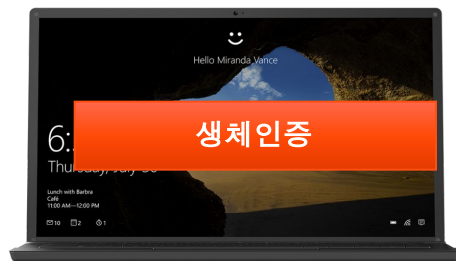 Hello Miranda Vance
생체인증
6:
Thursday, July 30
Lunch with Barbra
Café
11:00 AM—12:00 PM
10 2 1